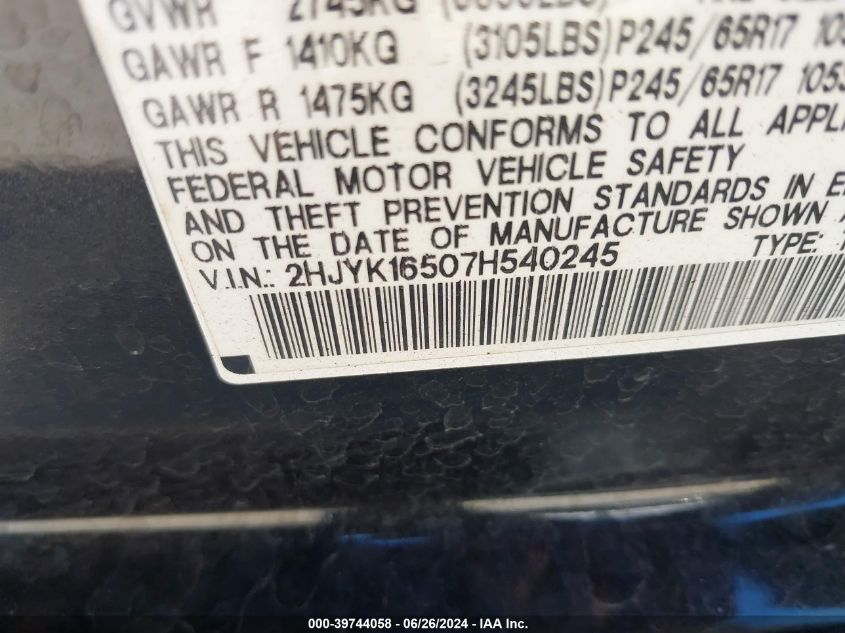 GVWR 2745KG
GAWR F 1410KG (3105LBS) P245/65R17
GAWR R 1475KG (3245LBS) P245/65R17
THIS VEHICLE CONFORMS TO ALL
FEDERAL MOTOR VEHICLE SAFETY
AND THEFT PREVENTION STANDARDS IN
ON THE DATE OF MANUFACTURE SHOWN
V.I.N.: 2HJYK16507H540245 TYPE:
000-39744058 / 06/26/2024 - IAA Inc.